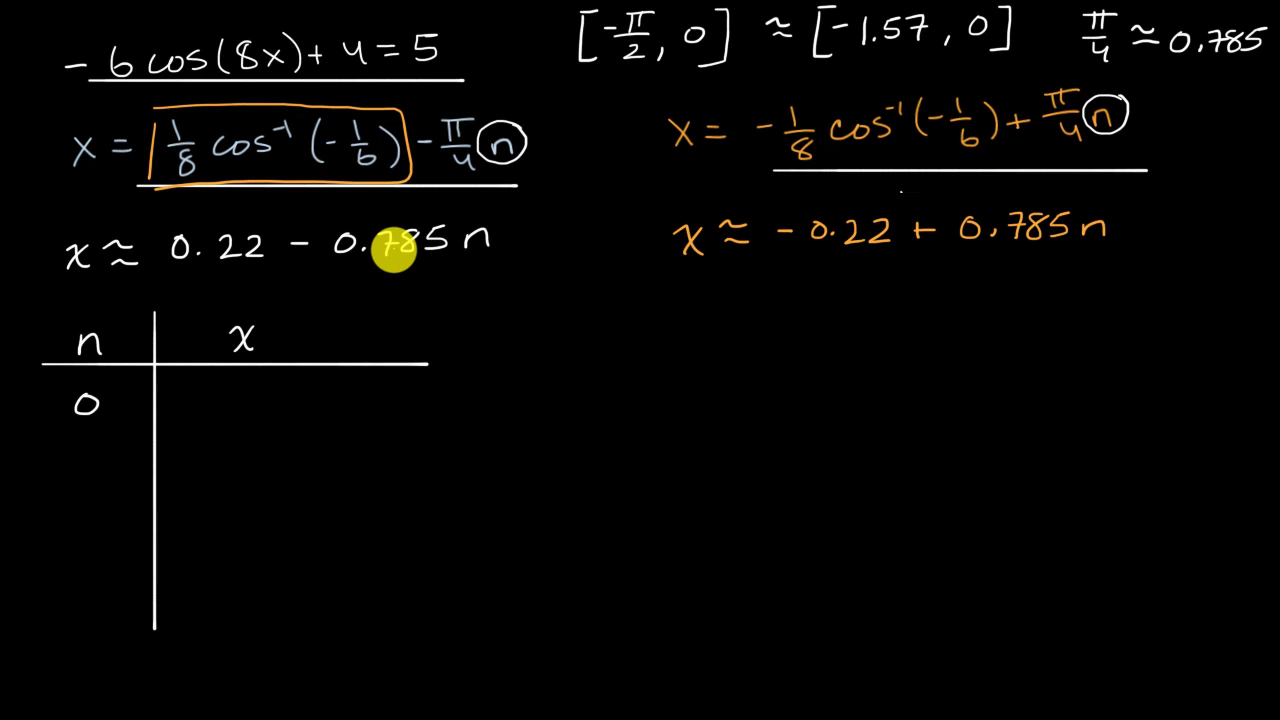 -6 cos(8x) + 4 = 5
[-π/2, 0] ≈ [-1.57, 0]
π/4 ≈ 0.785
x = 1/8 cos⁻¹(-1/6) - π/4 n
x = -1/8 cos⁻¹(-1/6) + π/4 n
x ≈ 0.22 - 0.785 n
x ≈ -0.22 + 0.785 n
n x
0